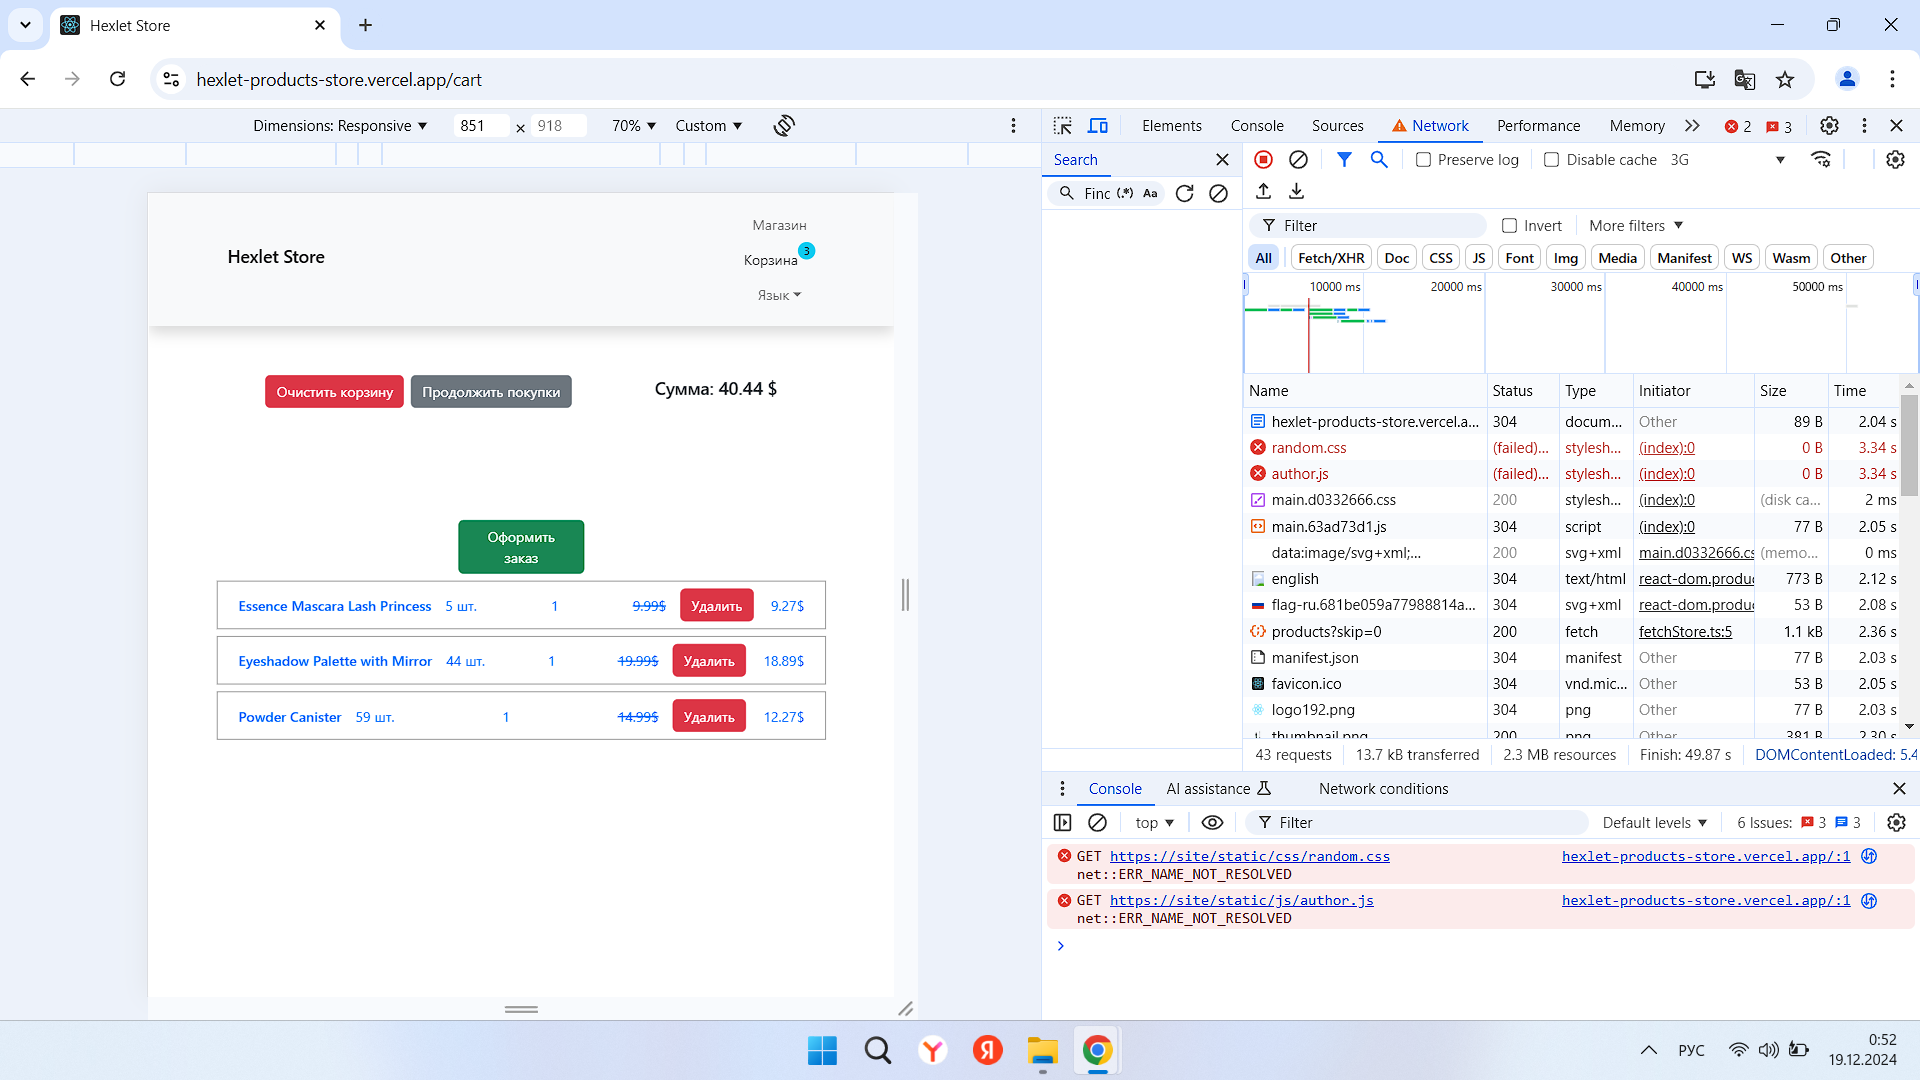 Hexlet Store
hexlet-products-store.vercel.app/cart
Dimensions: Responsive 851 × 918 70% Custom
Elements Console Sources Network Performance Memory 2 3
Search
Preserve log Disable cache 3G
Finc (.*) Aa
Filter Invert More filters
All Fetch/XHR Doc CSS JS Font Img Media Manifest WS Wasm Other
10000 ms 20000 ms 30000 ms 40000 ms 50000 ms
Name Status Type Initiator Size Time
hexlet-products-store.vercel.a... 304 docum... Other 89 B 2.04 s
random.css (failed)... stylesh... (index):0 0 B 3.34 s
author.js (failed)... stylesh... (index):0 0 B 3.34 s
main.d0332666.css 200 stylesh... (index):0 (disk ca... 2 ms
main.63ad73d1.js 304 script (index):0 77 B 2.05 s
data:image/svg+xml;... 200 svg+xml main.d0332666.cs (memo... 0 ms
english 304 text/html react-dom.produc 773 B 2.12 s
flag-ru.681be059a77988814a... 304 svg+xml react-dom.produc 53 B 2.08 s
products?skip=0 200 fetch fetchStore.ts:5 1.1 kB 2.36 s
manifest.json 304 manifest Other 77 B 2.03 s
favicon.ico 304 vnd.mic... Other 53 B 2.05 s
logo192.png 304 png Other 77 B 2.03 s
thumbnail.png 200 png Other 381 B 2.30 s
43 requests 13.7 kB transferred 2.3 MB resources Finish: 49.87 s DOMContentLoaded: 5.4
Console AI assistance Network conditions
top Filter Default levels 6 Issues: 3 3
GET https://site/static/css/random.css hexlet-products-store.vercel.app/:1
net::ERR_NAME_NOT_RESOLVED
GET https://site/static/js/author.js hexlet-products-store.vercel.app/:1
net::ERR_NAME_NOT_RESOLVED
Магазин
Hexlet Store
Корзина 3
Язык
Очистить корзину Продолжить покупки Сумма: 40.44 $
Оформить
заказ
Essence Mascara Lash Princess 5 шт. 1 9.99$ Удалить 9.27$
Eyeshadow Palette with Mirror 44 шт. 1 19.99$ Удалить 18.89$
Powder Canister 59 шт. 1 14.99$ Удалить 12.27$
РУС
0:52
19.12.2024